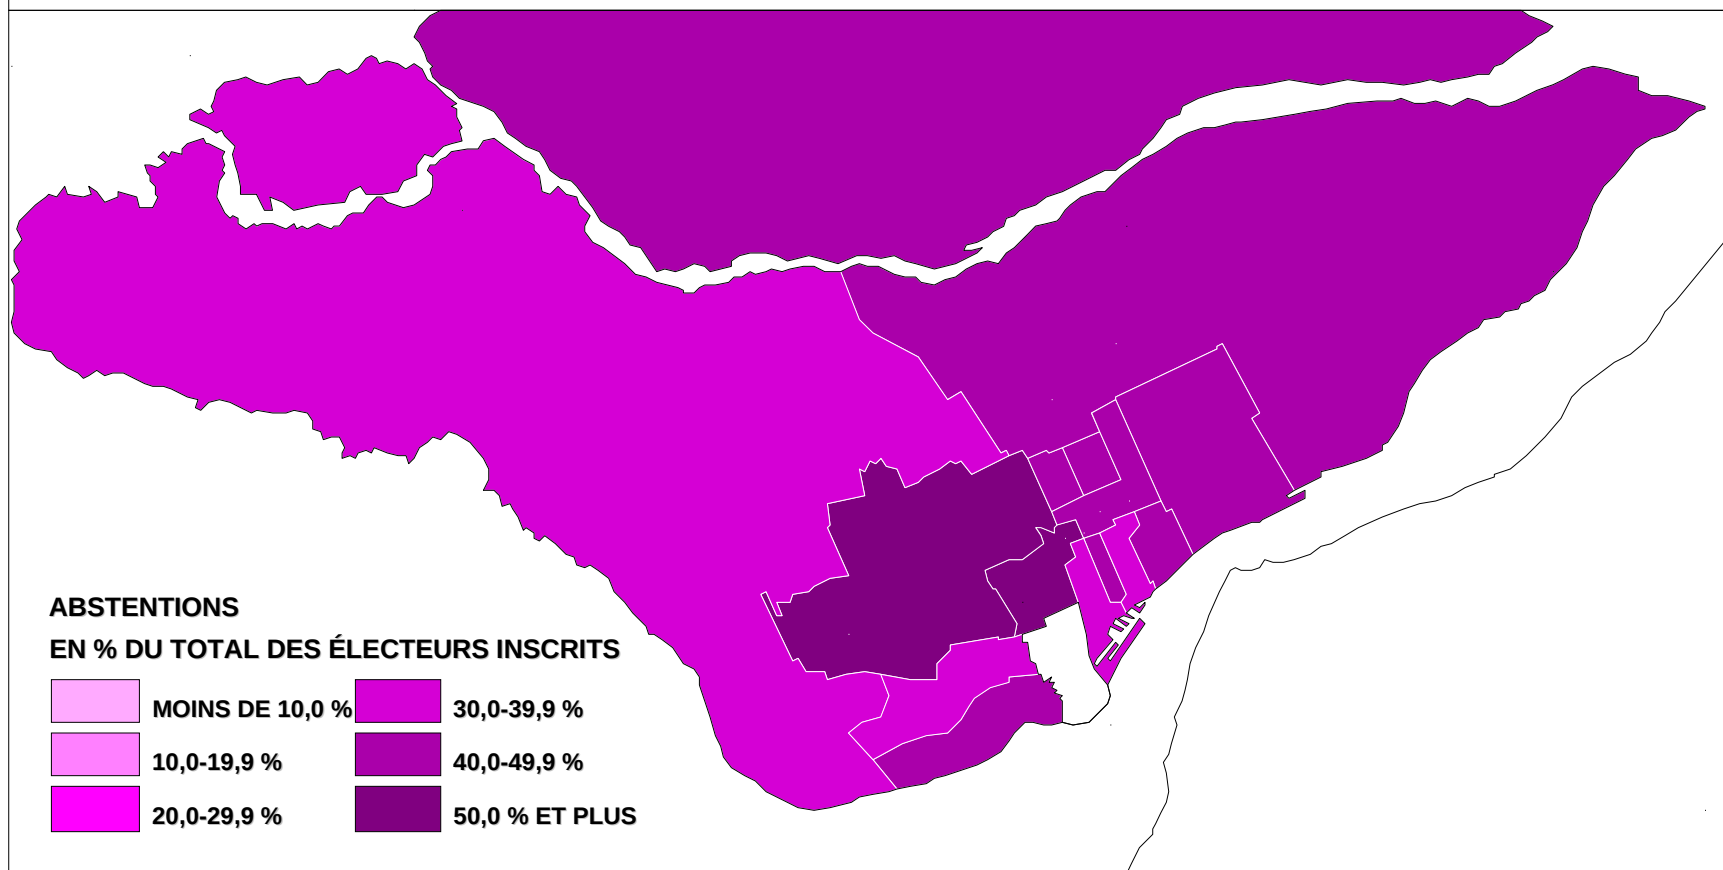 ABSTENTIONS
EN % DU TOTAL DES ÉLECTEURS INSCRITS
MOINS DE 10,0 %
10,0-19,9 %
20,0-29,9 %
30,0-39,9 %
40,0-49,9 %
50,0 % ET PLUS